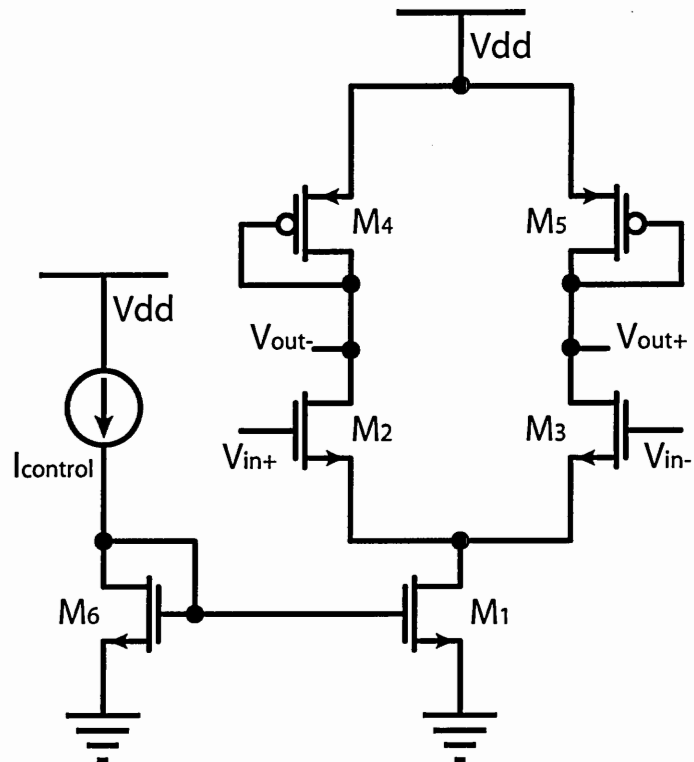 Vdd
M4
M5
Vdd
Vout-
Vout+
M2
M3
Vin+
Vin-
Icontrol
M6
M1